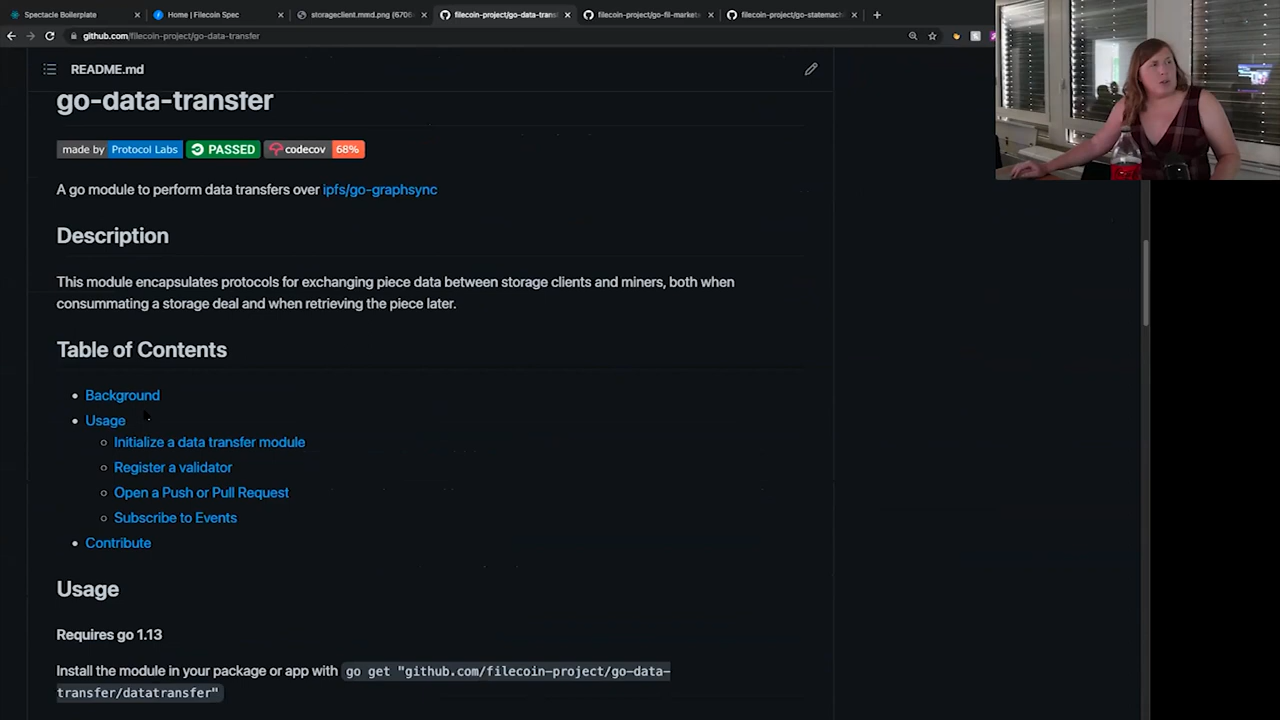 Spectacle Boilerplate
Home | Filecoin Spec
storageclient.mmd.png (6706
filecoin-project/go-data-trans
filecoin-project/go-fil-market
filecoin-project/go-statemach
github.com/filecoin-project/go-data-transfer
README.md
go-data-transfer
made by Protocol Labs
PASSED
codecov 68%
A go module to perform data transfers over ipfs/go-graphsync
Description
This module encapsulates protocols for exchanging piece data between storage clients and miners, both when
consummating a storage deal and when retrieving the piece later.
Table of Contents
Background
Usage
Initialize a data transfer module
Register a validator
Open a Push or Pull Request
Subscribe to Events
Contribute
Usage
Requires go 1.13
Install the module in your package or app with go get "github.com/filecoin-project/go-data-
transfer/datatransfer"